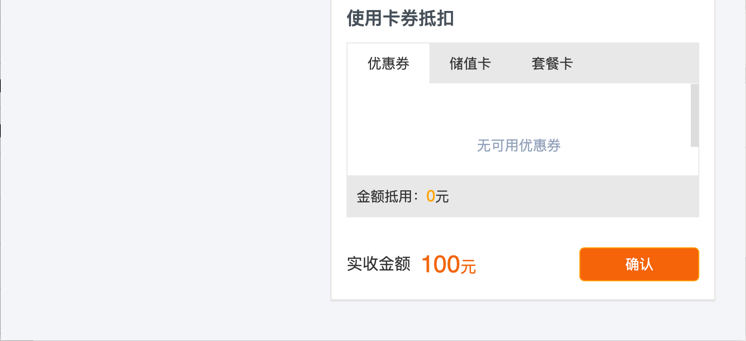 使用卡券抵扣
优惠券 储值卡 套餐卡
无可用优惠券
金额抵用：0元
实收金额 100元 确认